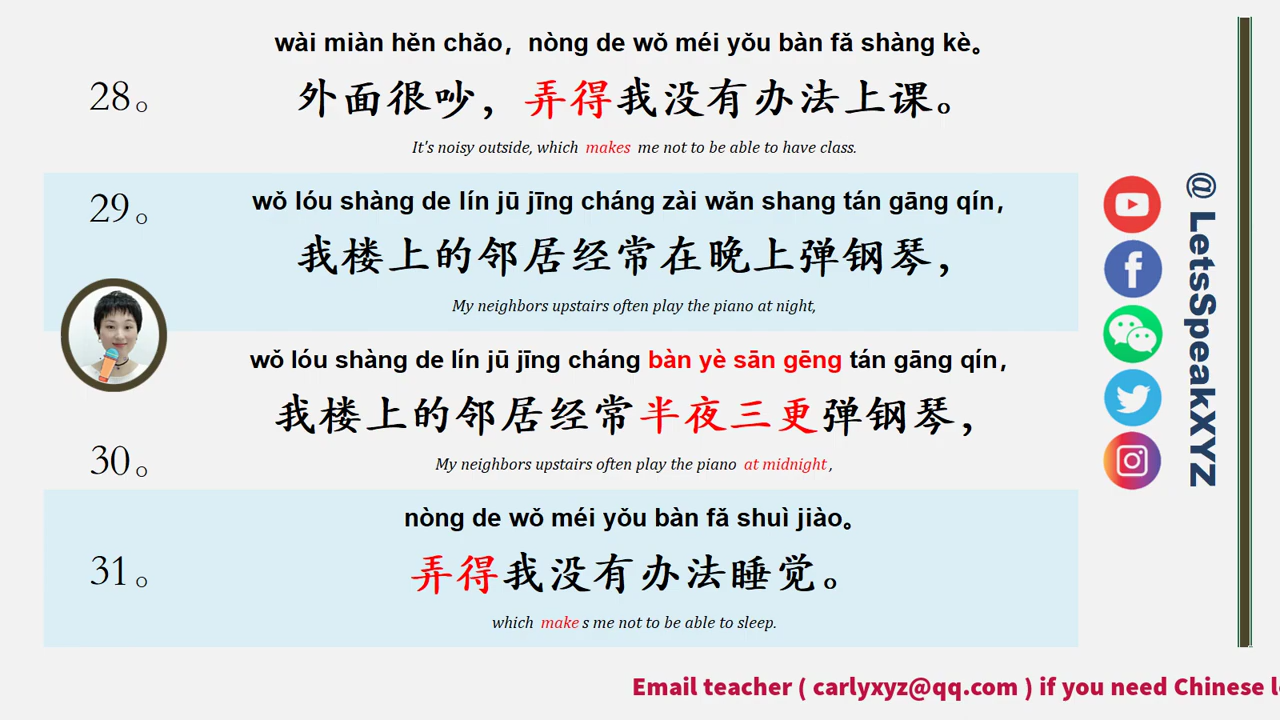 wài miàn hěn chǎo, nòng de wǒ méi yǒu bàn fǎ shàng kè。
28。
外面很吵，弄得我没有办法上课。
It's noisy outside, which makes me not to be able to have class.
29。
wǒ lóu shàng de lín jū jīng cháng zài wǎn shang tán gāng qín,
我楼上的邻居经常在晚上弹钢琴，
My neighbors upstairs often play the piano at night,
wǒ lóu shàng de lín jū jīng cháng bàn yè sān gēng tán gāng qín,
我楼上的邻居经常半夜三更弹钢琴，
30。
My neighbors upstairs often play the piano at midnight ,
nòng de wǒ méi yǒu bàn fǎ shuì jiào。
31。
弄得我没有办法睡觉。
which make s me not to be able to sleep.
@ LetsSpeakXYZ
Email teacher ( carlyxyz@qq.com ) if you need Chinese